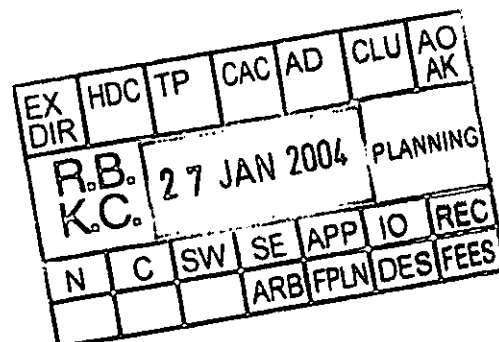 EX DIR HDC TP CAC AD CLU AO AK
R.B. K.C. 27 JAN 2004 PLANNING
N C SW SE APP IO REC
ARB FPLN DES FEES